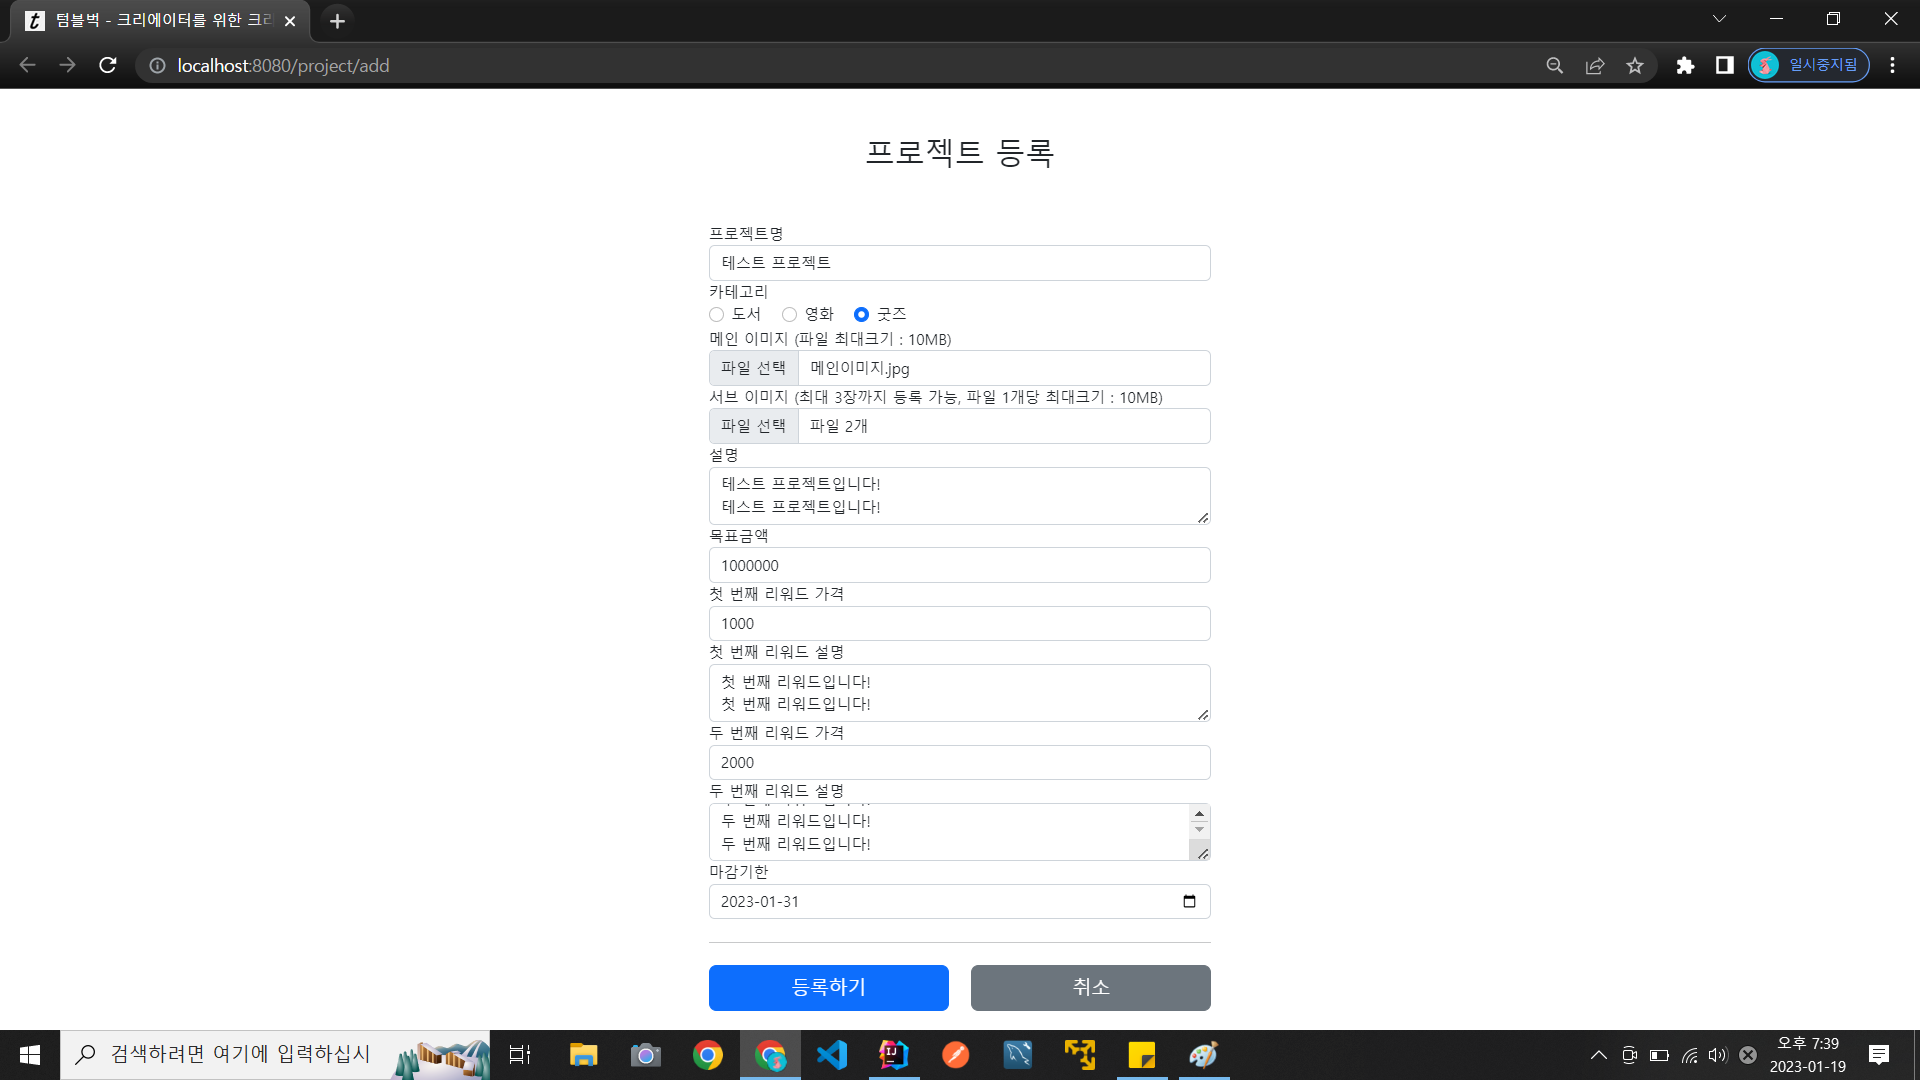 텀블벅 - 크리에이터를 위한 크리
localhost:8080/project/add
일시중지됨
프로젝트 등록
프로젝트명
테스트 프로젝트
카테고리
도서 영화 굿즈
메인 이미지 (파일 최대크기 : 10MB)
파일 선택 메인이미지.jpg
서브 이미지 (최대 3장까지 등록 가능, 파일 1개당 최대크기 : 10MB)
파일 선택 파일 2개
설명
테스트 프로젝트입니다!
테스트 프로젝트입니다!
목표금액
1000000
첫 번째 리워드 가격
1000
첫 번째 리워드 설명
첫 번째 리워드입니다!
첫 번째 리워드입니다!
두 번째 리워드 가격
2000
두 번째 리워드 설명
두 번째 리워드입니다!
두 번째 리워드입니다!
마감기한
2023-01-31
등록하기 취소
검색하려면 여기에 입력하십시
오후 7:39
2023-01-19